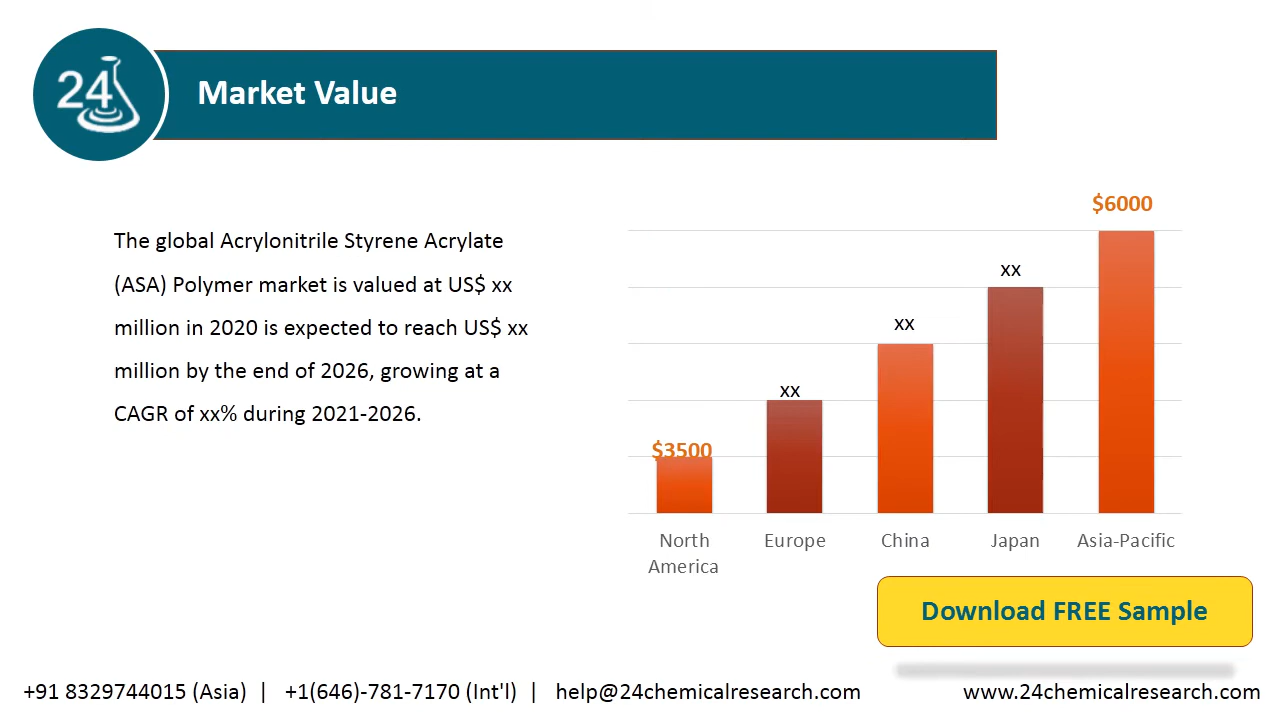 24
Market Value
The global Acrylonitrile Styrene Acrylate
(ASA) Polymer market is valued at US$ xx
million in 2020 is expected to reach US$ xx
million by the end of 2026, growing at a
CAGR of xx% during 2021-2026.
$3500
xx
xx
xx
$6000
North
America
Europe
China
Japan
Asia-Pacific
Download FREE Sample
+91 8329744015 (Asia) | +1(646)-781-7170 (Int'l) | help@24chemicalresearch.com www.24chemicalresearch.com